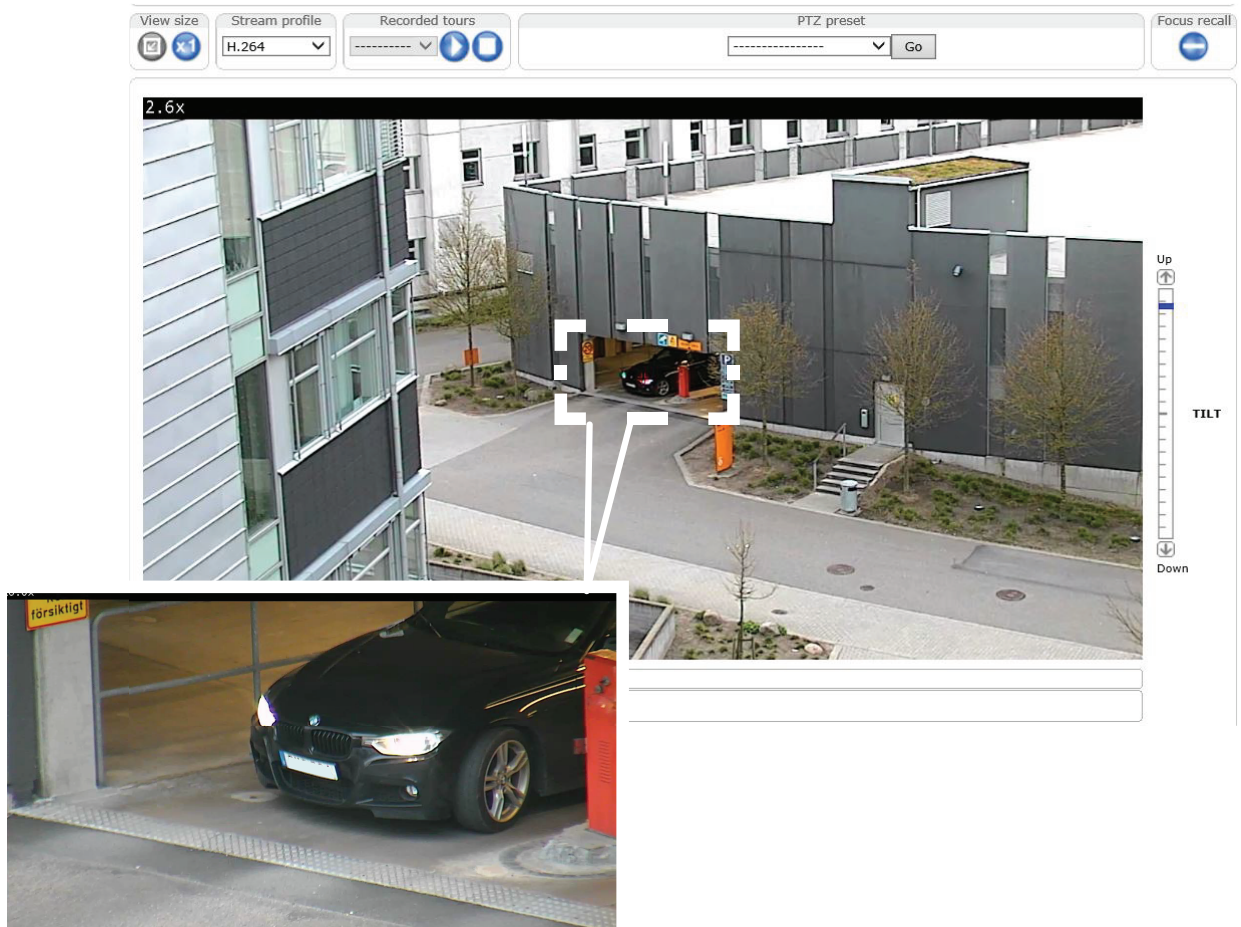 View size
Stream profile
Recorded tours
PTZ preset
Focus recall
x1
H.264
----------
----------------
Go
2.6x
Up
P
TILT
Down
försiktigt